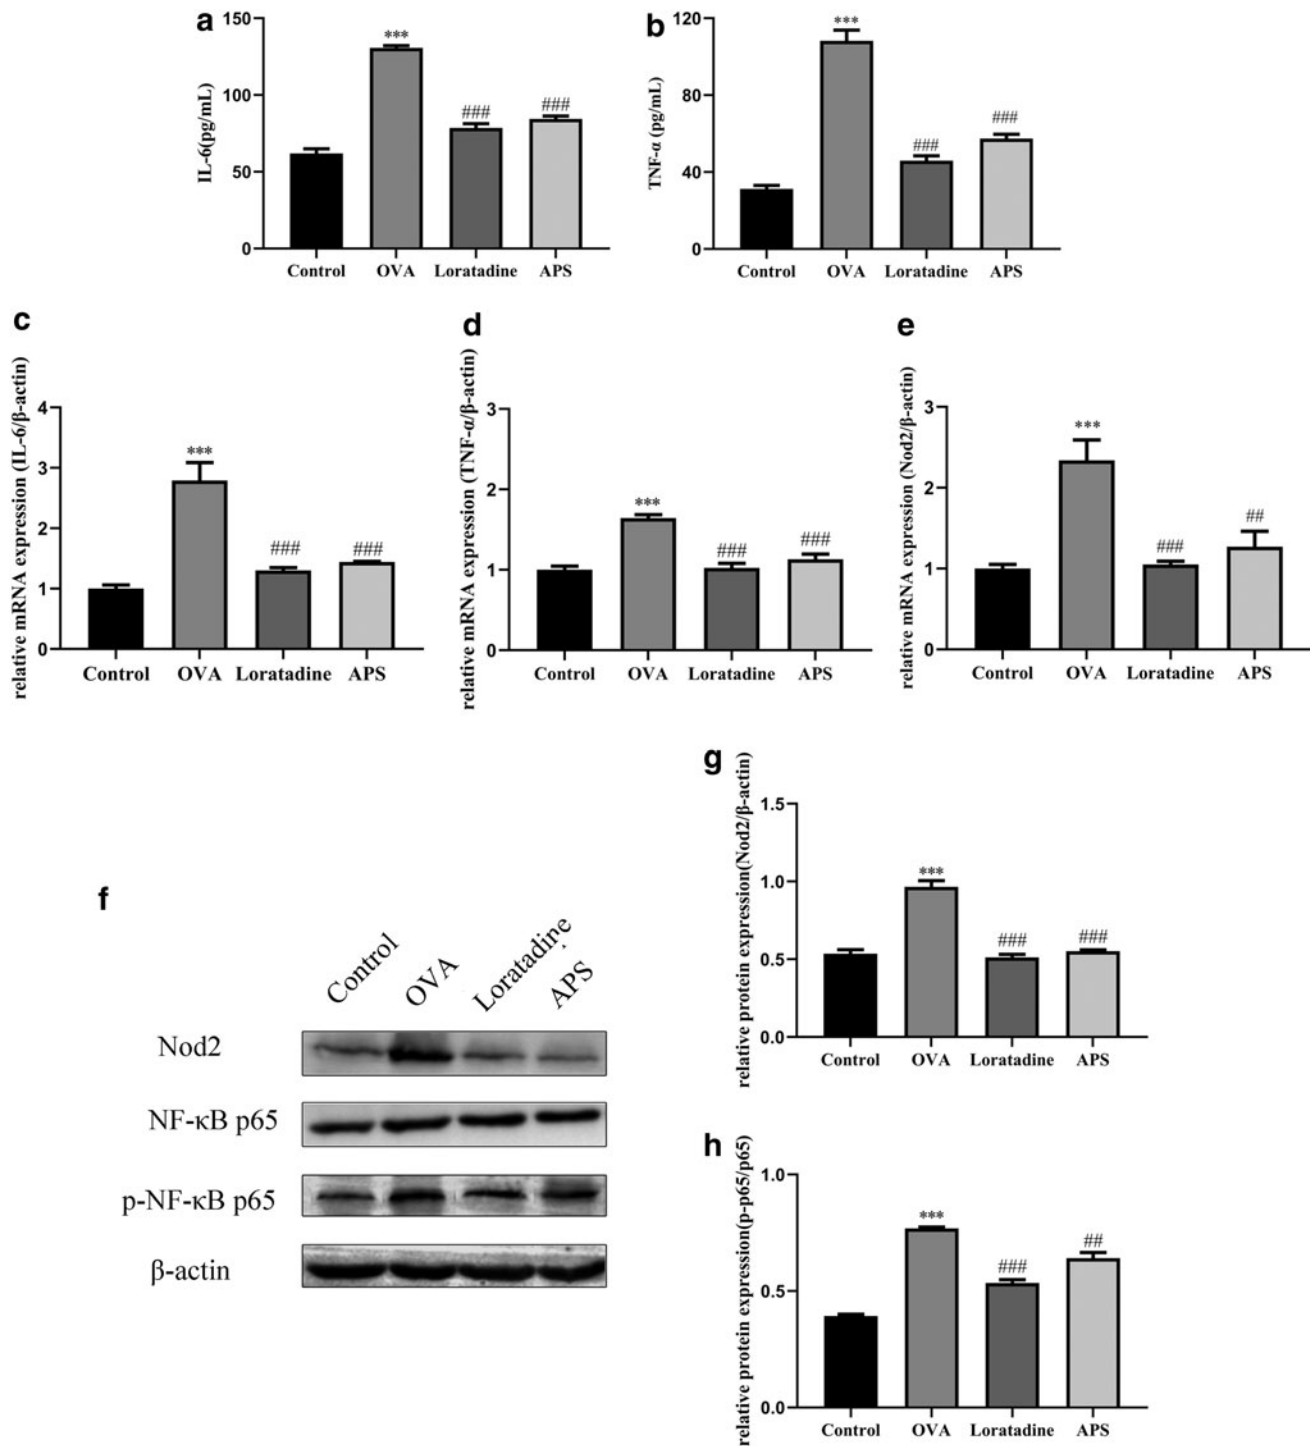 a
b
IL-6(pg/mL)
150
100
50
0
***
###
###
Control OVA Loratadine APS
TNF-α (pg/mL)
120
80
40
0
***
###
###
Control OVA Loratadine APS
c
d
e
relative mRNA expression (IL-6/β-actin)
4
3
2
1
0
***
###
###
Control OVA Loratadine APS
relative mRNA expression (TNF-α/β-actin)
3
2
1
0
***
###
###
Control OVA Loratadine APS
relative mRNA expression (Nod2/β-actin)
3
2
1
0
***
###
##
Control OVA Loratadine APS
f
Control OVA Loratadine APS
Nod2
NF-κB p65
p-NF-κB p65
β-actin
g
relative protein expression(Nod2/β-actin)
1.5
1.0
0.5
0.0
***
###
###
Control OVA Loratadine APS
h
relative protein expression(p-p65/p65)
1.0
0.5
0.0
***
###
##
Control OVA Loratadine APS